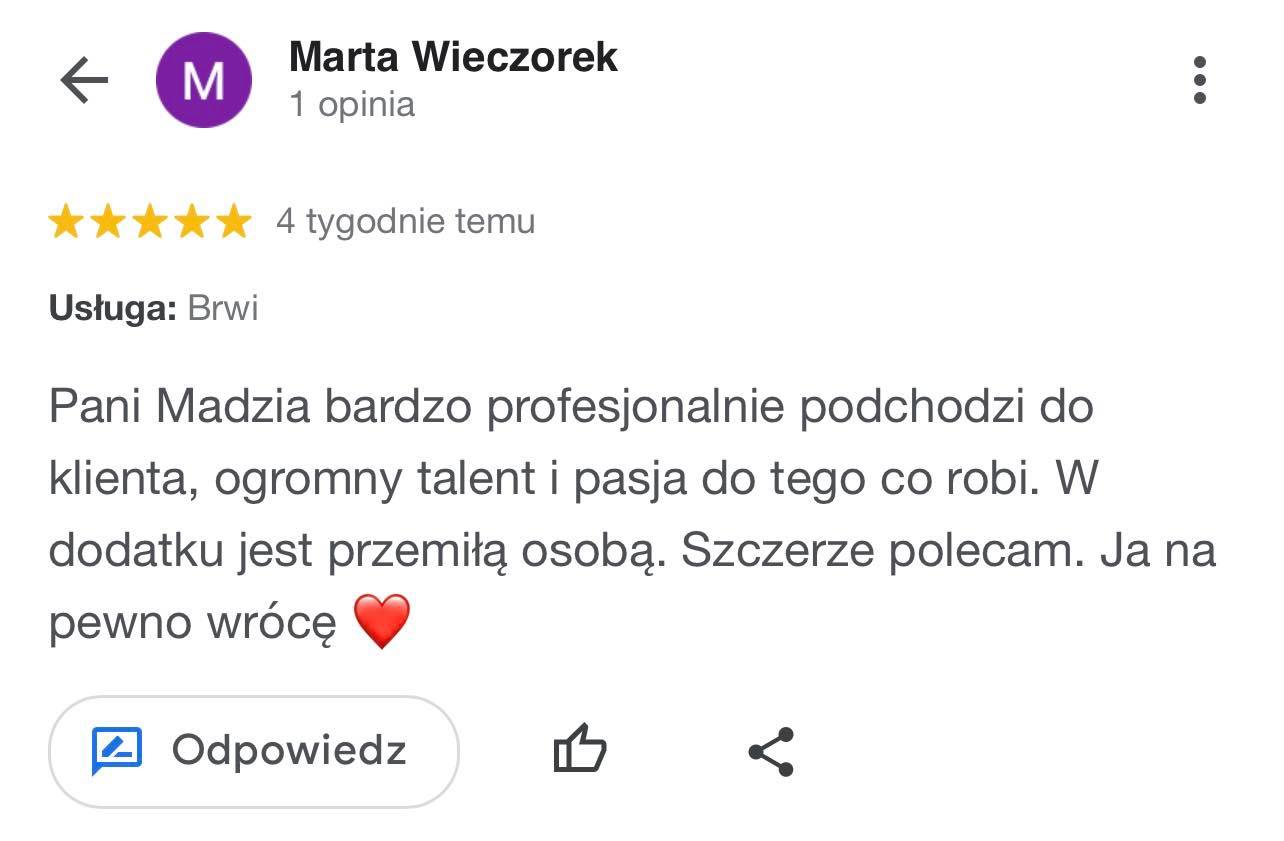 M
Marta Wieczorek
1 opinia
4 tygodnie temu
Usługa: Brwi
Pani Madzia bardzo profesjonalnie podchodzi do
klienta, ogromny talent i pasja do tego co robi. W
dodatku jest przemiłą osobą. Szczerze polecam. Ja na
pewno wrócę ❤️
Odpowiedz